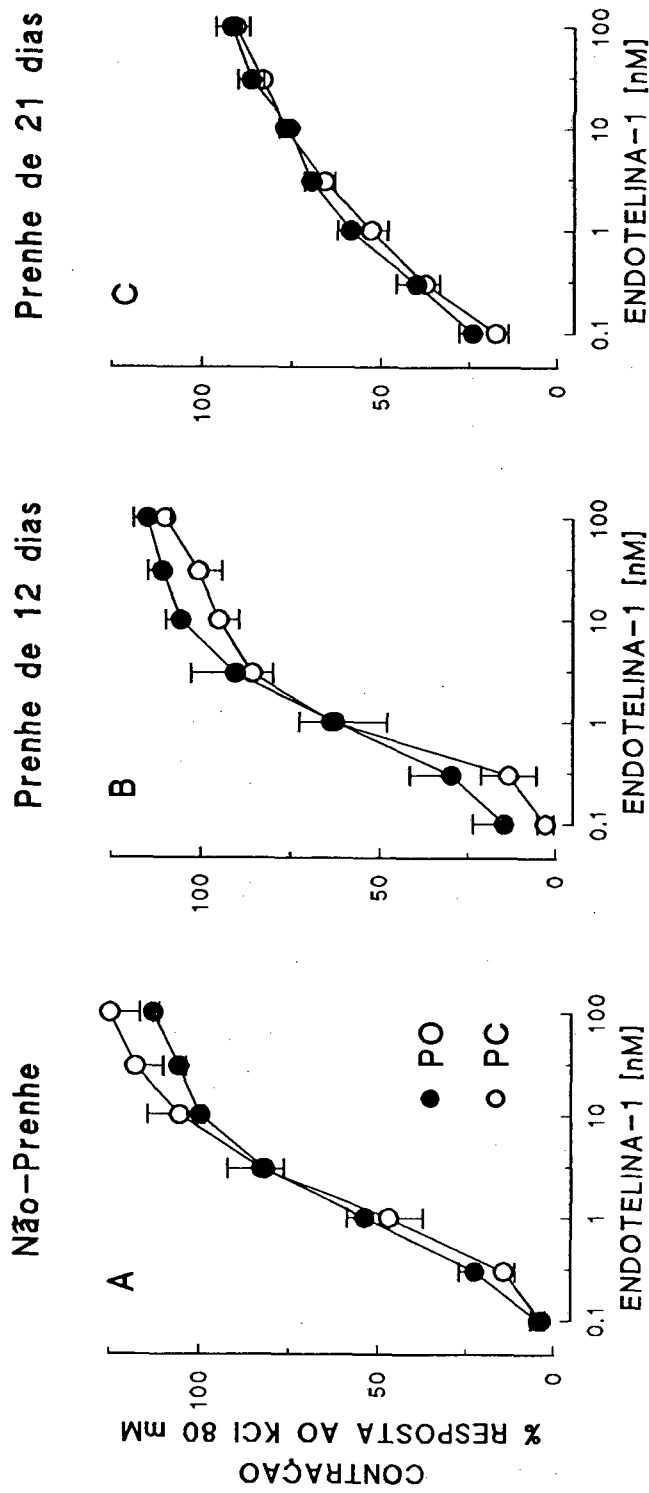 Não-Prenhe
Prenhe de 12 dias
Prenhe de 21 dias
CONTRAÇAO
% RESPOSTA AO KCl 80 mM
A
100
50
0
PO
PC
0.1 1 10 100
ENDOTELINA-1 [nM]
B
100
50
0
0.1 1 10 100
ENDOTELINA-1 [nM]
C
100
50
0
0.1 1 10 100
ENDOTELINA-1 [nM]